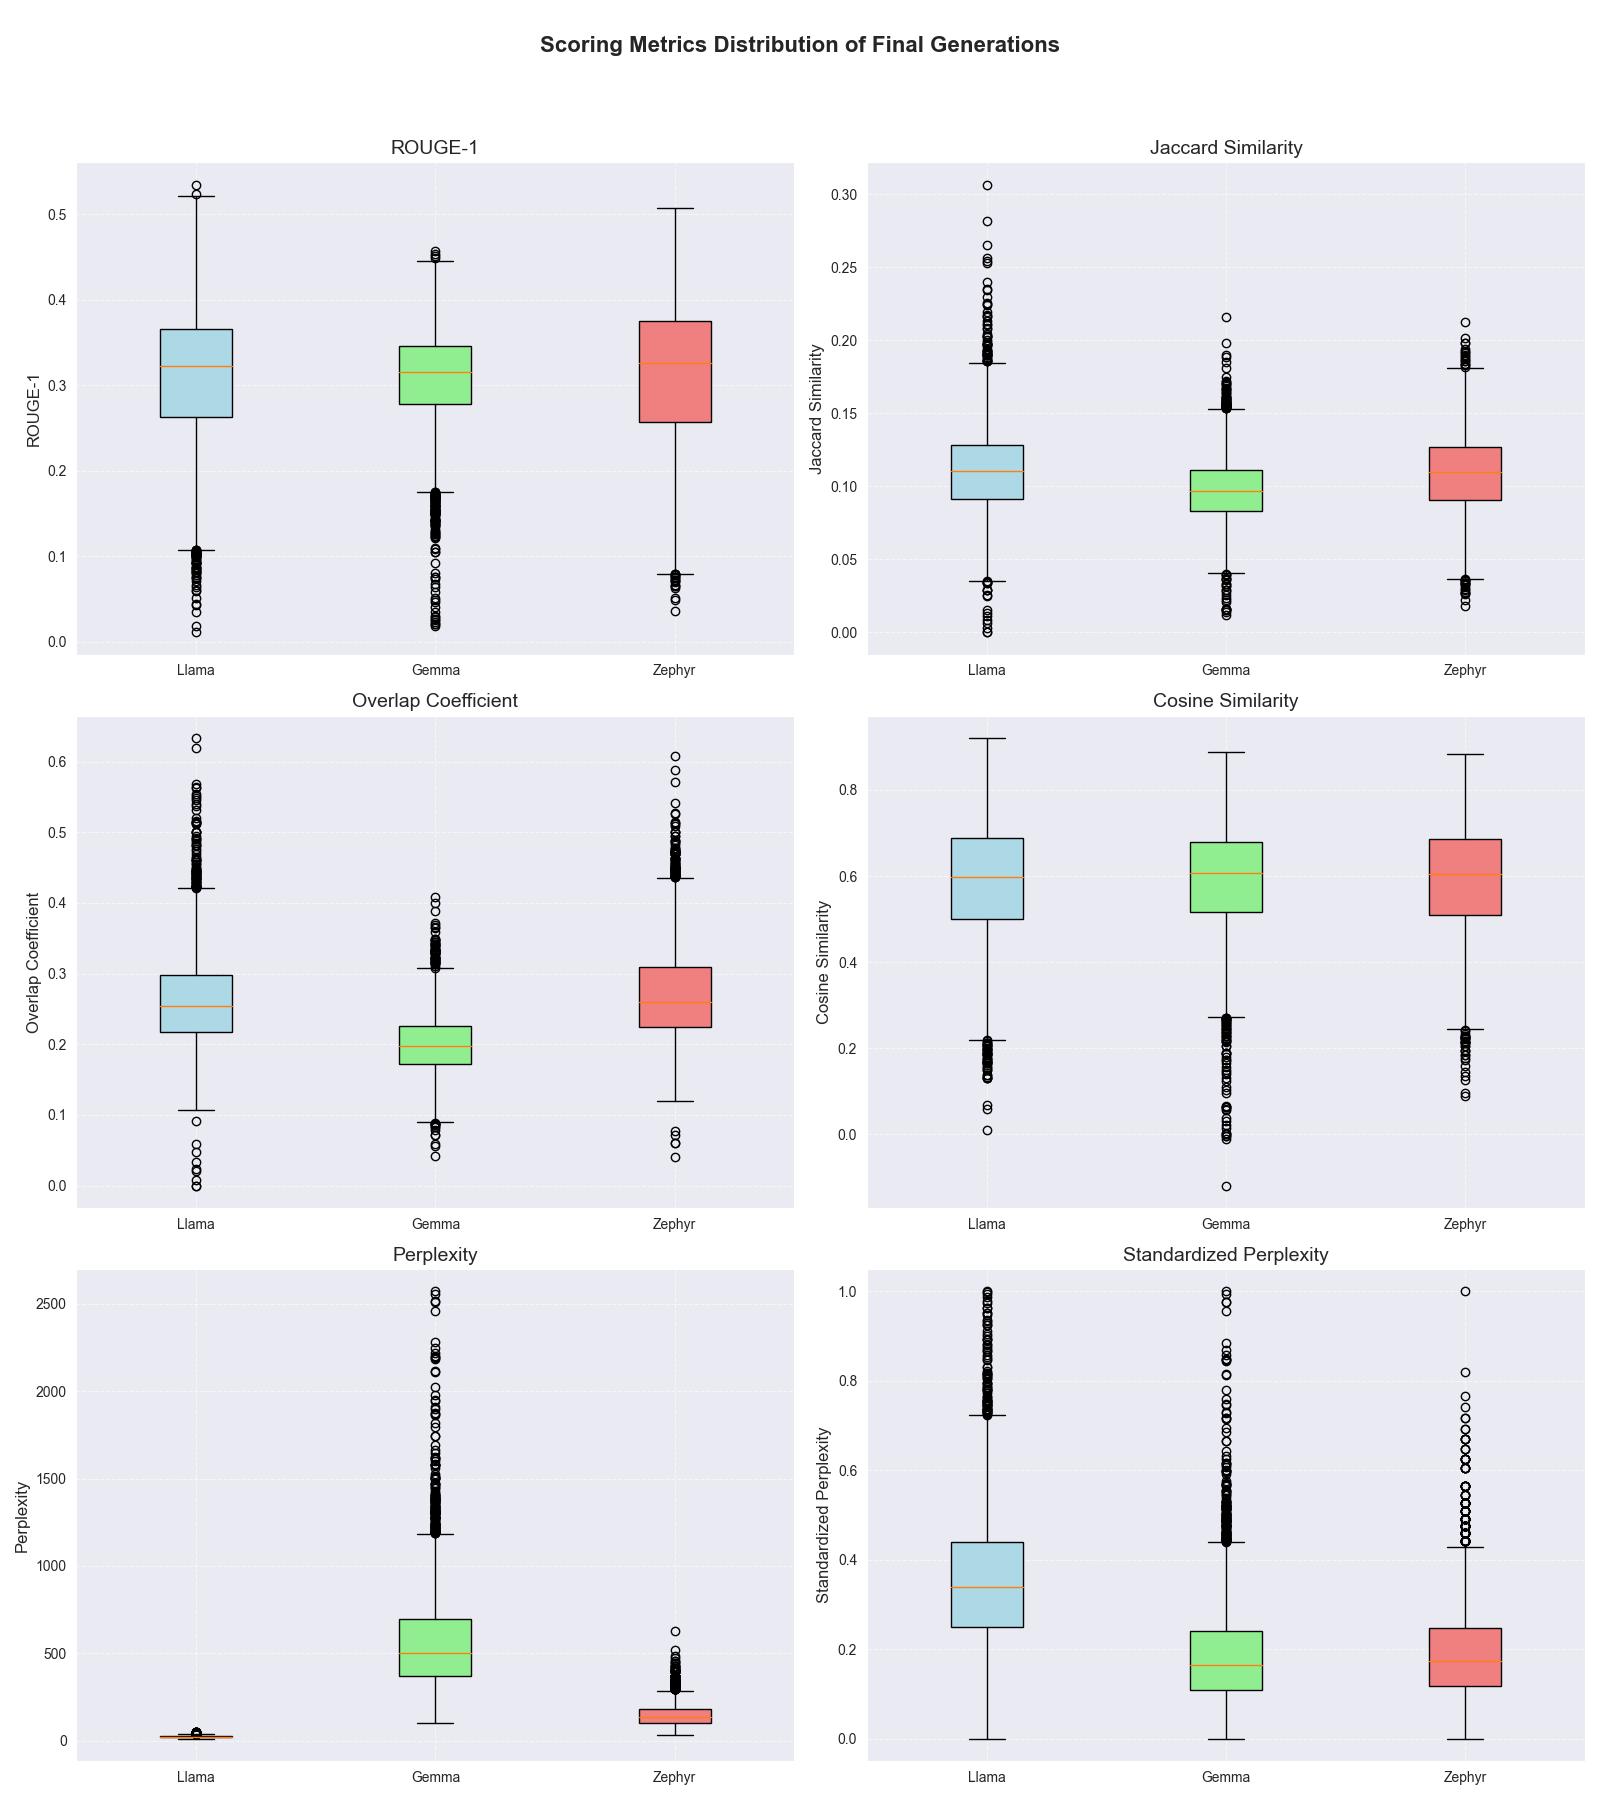 Scoring Metrics Distribution of Final Generations
ROUGE-1
ROUGE-1
0.5
0.4
0.3
0.2
0.1
0.0
Llama Gemma Zephyr
Jaccard Similarity
Jaccard Similarity
0.30
0.25
0.20
0.15
0.10
0.05
0.00
Llama Gemma Zephyr
Overlap Coefficient
Overlap Coefficient
0.6
0.5
0.4
0.3
0.2
0.1
0.0
Llama Gemma Zephyr
Cosine Similarity
Cosine Similarity
0.8
0.6
0.4
0.2
0.0
Llama Gemma Zephyr
Perplexity
Perplexity
2500
2000
1500
1000
500
0
Llama Gemma Zephyr
Standardized Perplexity
Standardized Perplexity
1.0
0.8
0.6
0.4
0.2
0.0
Llama Gemma Zephyr